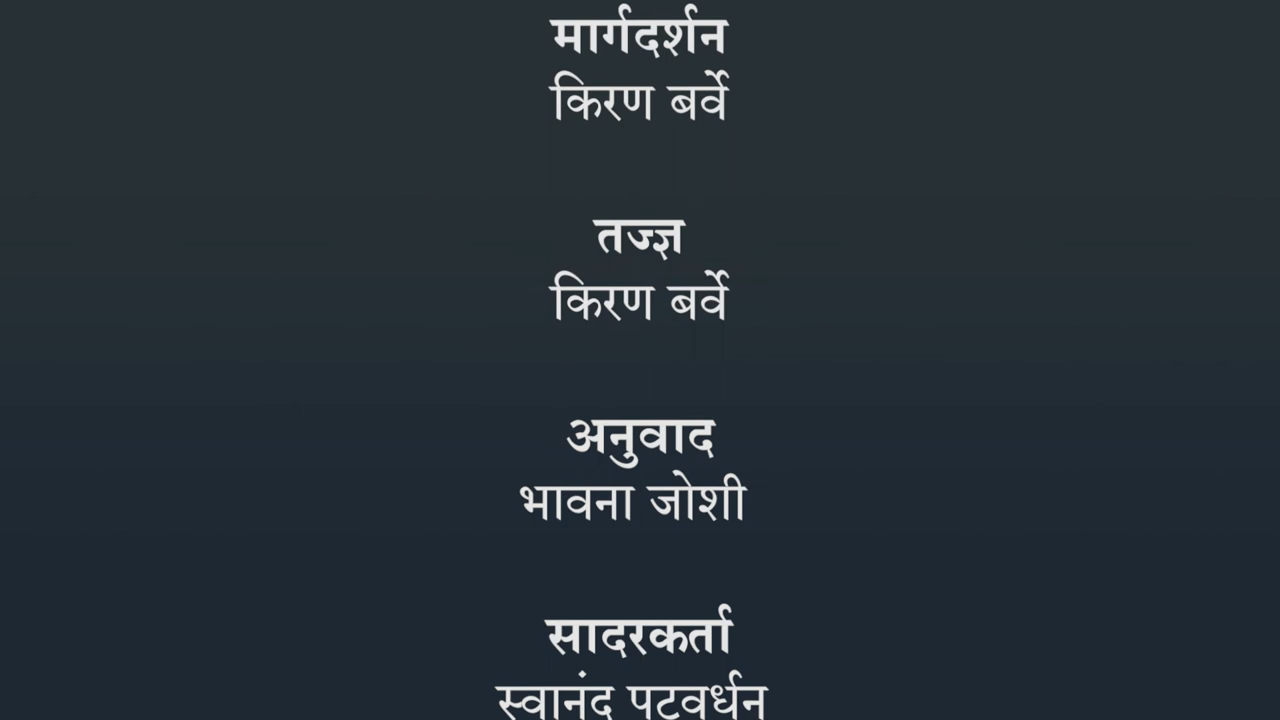 मार्गदर्शन
किरण बर्वे
तज्ज्ञ
किरण बर्वे
अनुवाद
भावना जोशी
सादरकर्ता
स्वानंद पटवर्धन